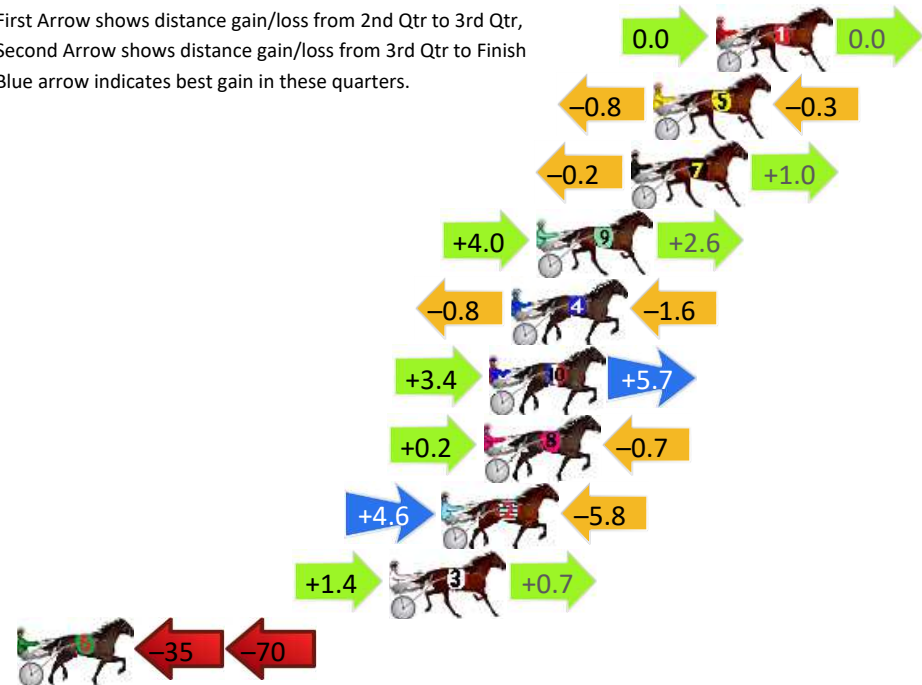 First Arrow shows distance gain/loss from 2nd Qtr to 3rd Qtr,
Second Arrow shows distance gain/loss from 3rd Qtr to Finish
Blue arrow indicates best gain in these quarters.
0.0 1 0.0
–0.8 5 –0.3
–0.2 7 +1.0
+4.0 9 +2.6
–0.8 4 –1.6
+3.4 10 +5.7
+0.2 8 –0.7
+4.6 2 –5.8
+1.4 3 +0.7
6 –35 –70